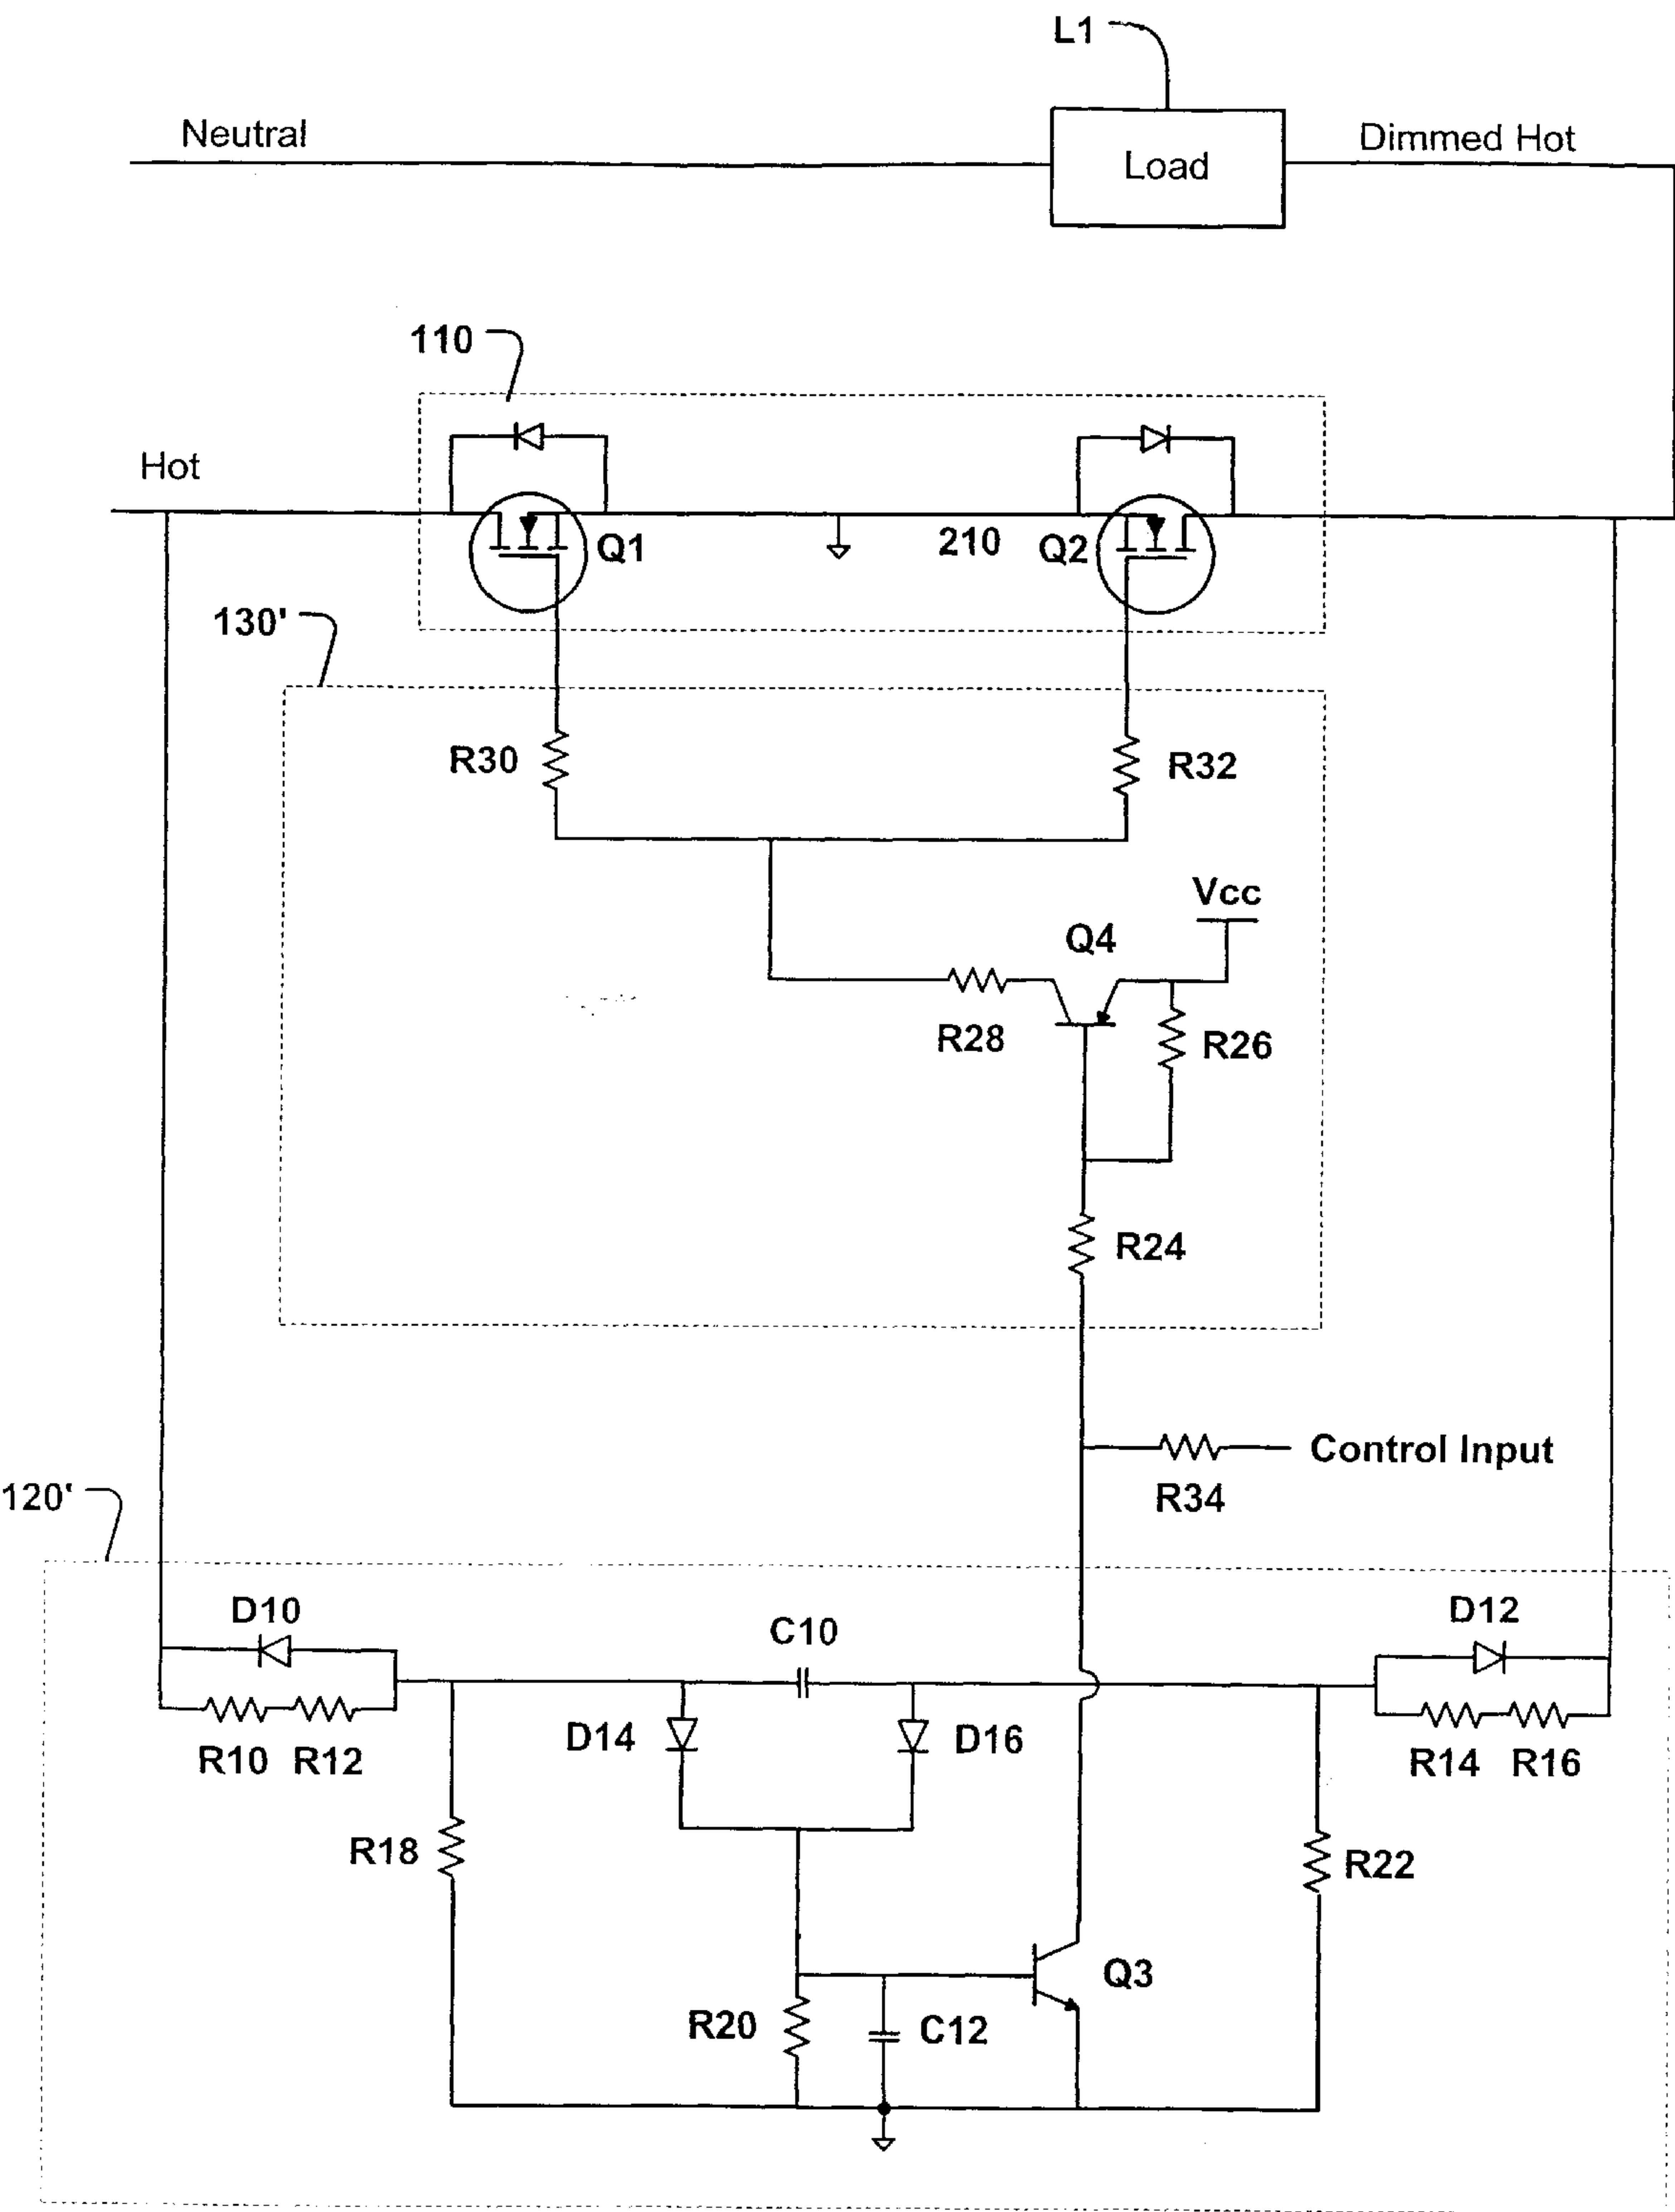 L1
Neutral
Load
Dimmed Hot
110
Hot
Q1
210
Q2
130'
R30
R32
Vcc
Q4
R28
R26
R24
Control Input
R34
120'
D10
C10
D12
D14
D16
R10 R12
R14 R16
R18
R22
Q3
R20
C12